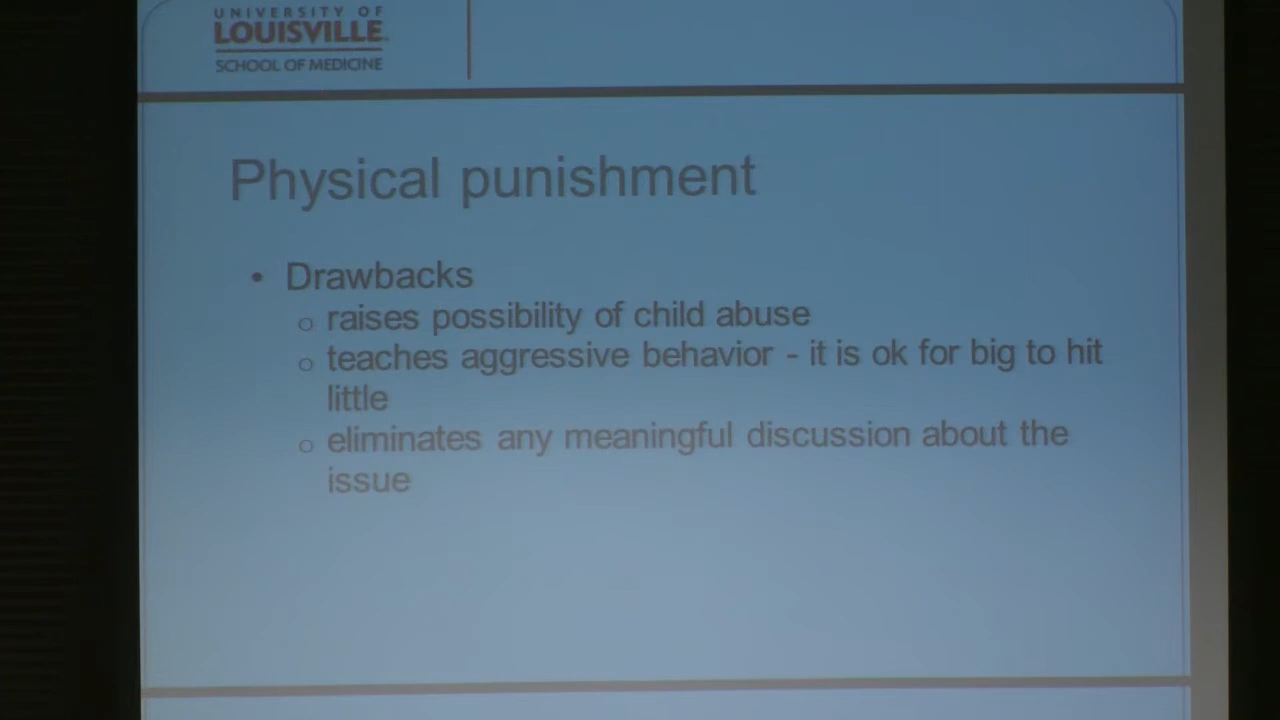 UNIVERSITY OF
LOUISVILLE
SCHOOL OF MEDICINE
Physical punishment
• Drawbacks
o raises possibility of child abuse
o teaches aggressive behavior - it is ok for big to hit
little
o eliminates any meaningful discussion about the
issue